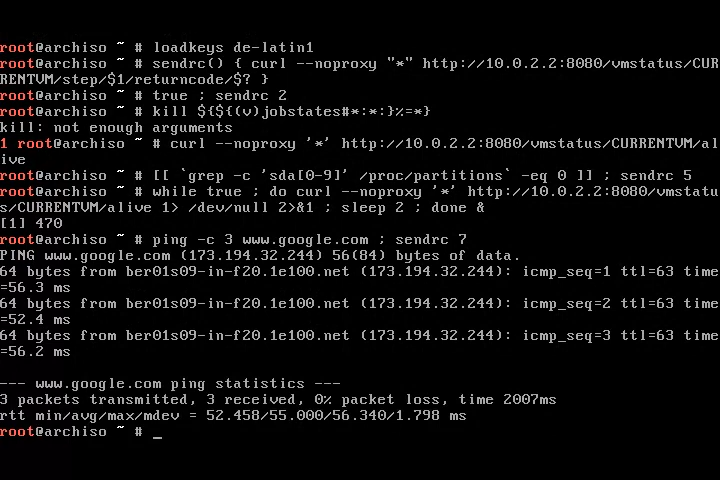 root@archiso ~ # loadkeys de-latin1
root@archiso ~ # sendrc() { curl --noproxy "*" http://10.0.2.2:8080/vmstatus/CUR
RENTVM/step/$1/returncode/$? }
root@archiso ~ # true ; sendrc 2
root@archiso ~ # kill ${${(v)jobstates#*:*:}%=*}
kill: not enough arguments
1 root@archiso ~ # curl --noproxy '*' http://10.0.2.2:8080/vmstatus/CURRENTVM/al
ive
root@archiso ~ # [[ `grep -c 'sda[0-9]' /proc/partitions` -eq 0 ]] ; sendrc 5
root@archiso ~ # while true ; do curl --noproxy '*' http://10.0.2.2:8080/vmstatu
s/CURRENTVM/alive 1> /dev/null 2>&1 ; sleep 2 ; done &
[1] 470
root@archiso ~ # ping -c 3 www.google.com ; sendrc 7
PING www.google.com (173.194.32.244) 56(84) bytes of data.
64 bytes from ber01s09-in-f20.1e100.net (173.194.32.244): icmp_seq=1 ttl=63 time
=56.3 ms
64 bytes from ber01s09-in-f20.1e100.net (173.194.32.244): icmp_seq=2 ttl=63 time
=52.4 ms
64 bytes from ber01s09-in-f20.1e100.net (173.194.32.244): icmp_seq=3 ttl=63 time
=56.2 ms
--- www.google.com ping statistics ---
3 packets transmitted, 3 received, 0% packet loss, time 2007ms
rtt min/avg/max/mdev = 52.458/55.000/56.340/1.798 ms
root@archiso ~ # _